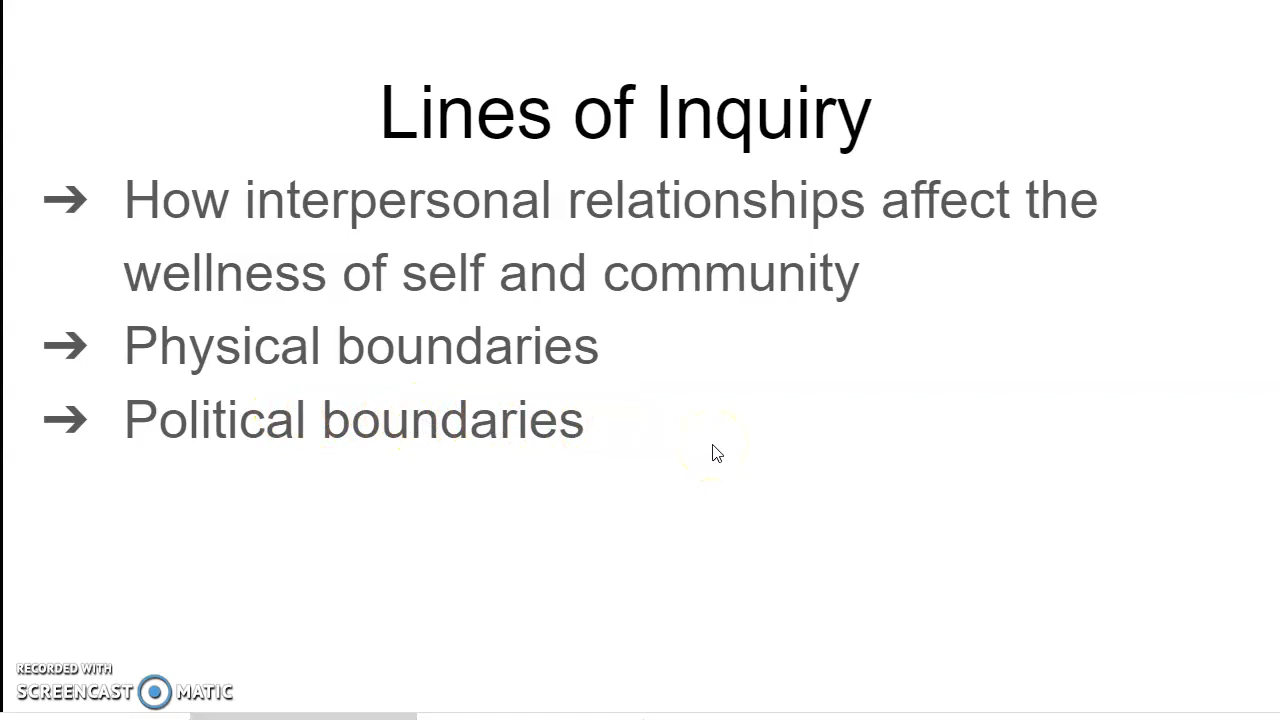 Lines of Inquiry
➔ How interpersonal relationships affect the
wellness of self and community
➔ Physical boundaries
➔ Political boundaries
RECORDED WITH
SCREENCAST MATIC